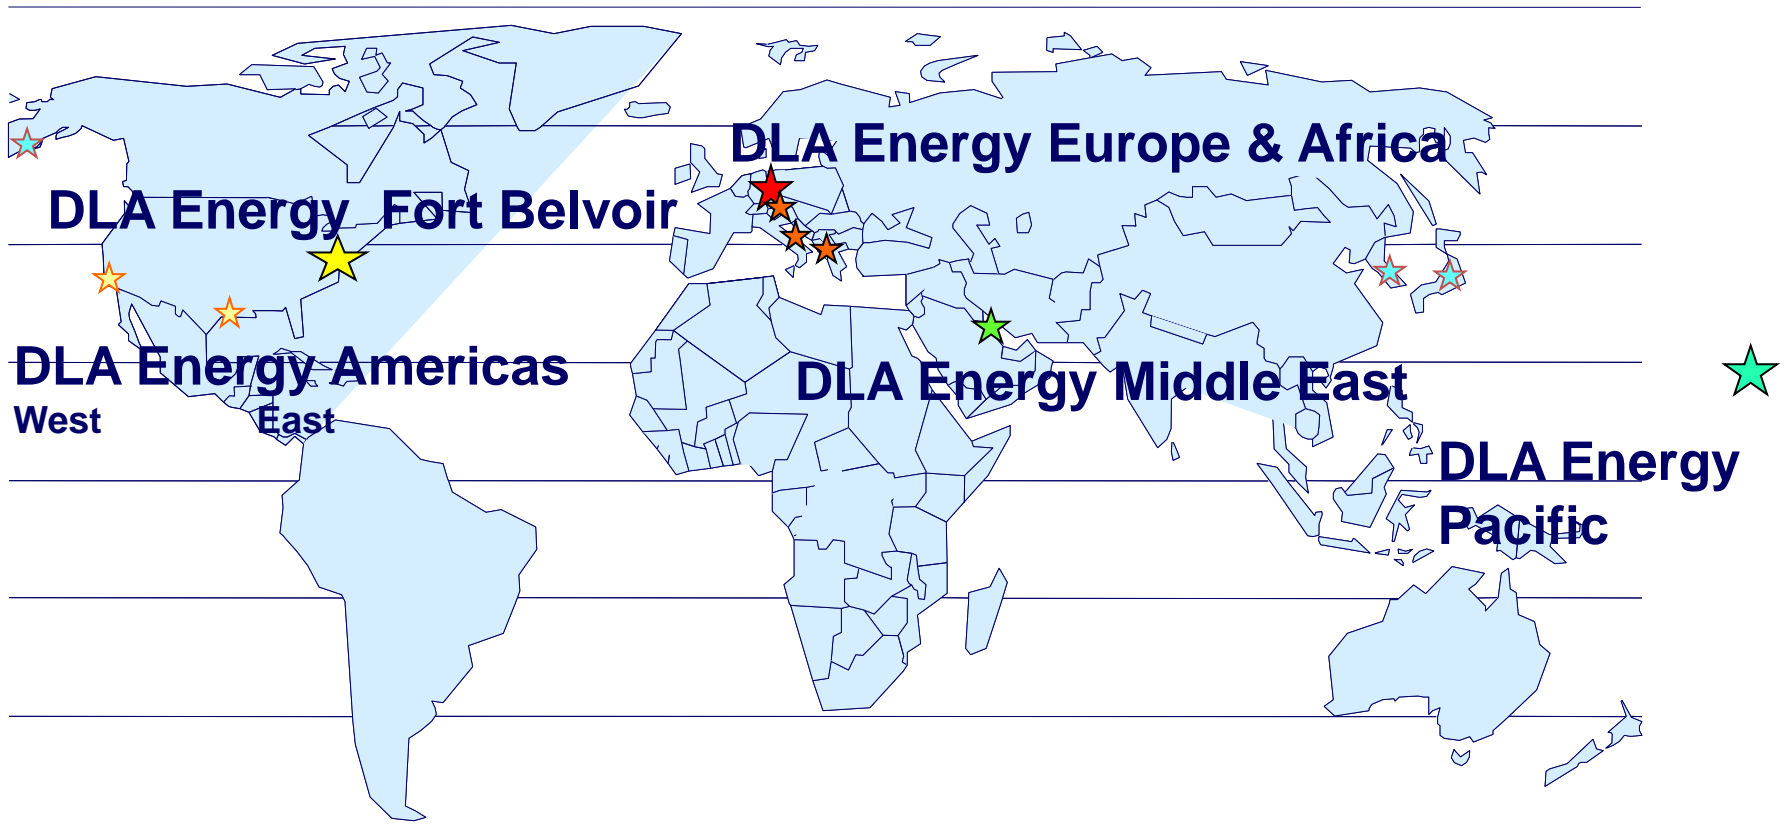 DLA Energy Europe & Africa
DLA Energy  Fort Belvoir
DLA Energy Americas
West East
DLA Energy Middle East
DLA Energy
Pacific